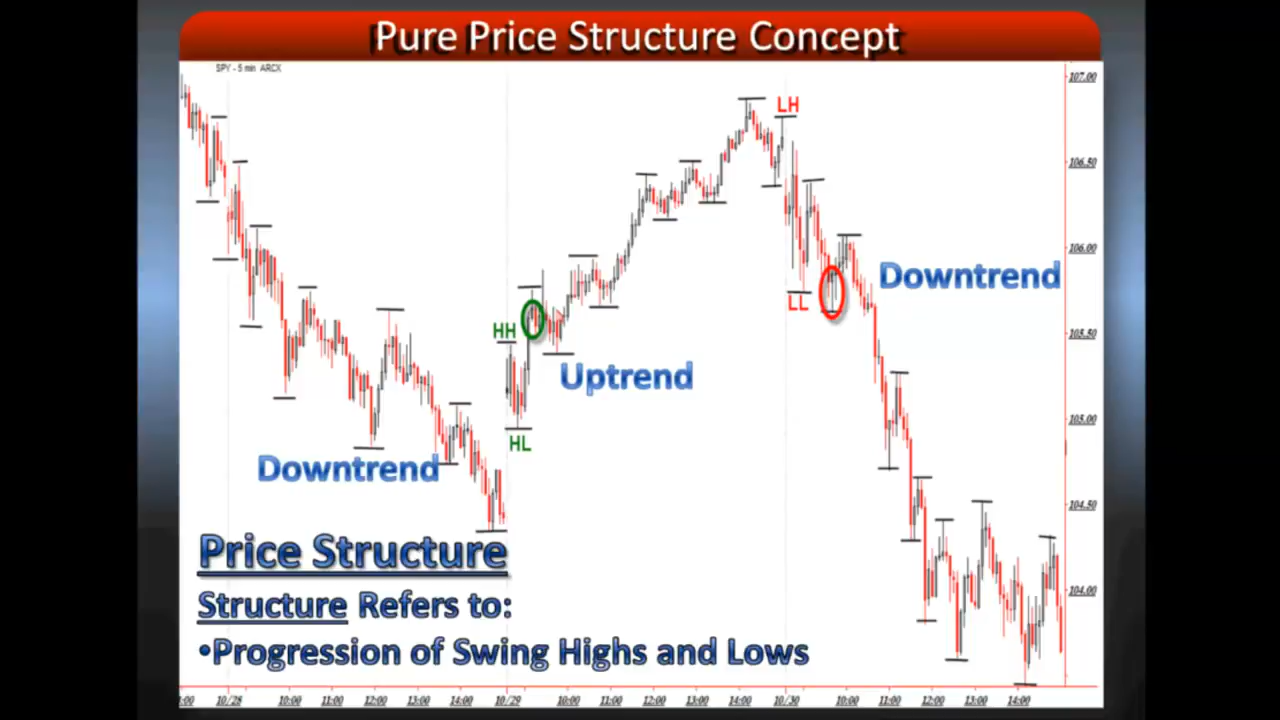 Pure Price Structure Concept
SPY - 5 min ARCX
107.00
LH
106.50
106.00
Downtrend
LL
HH
105.50
Uptrend
105.00
HL
Downtrend
104.50
Price Structure
Structure Refers to:
104.00
•Progression of Swing Highs and Lows
10/28 10:00 11:00 12:00 13:00 14:00 10/29 10:00 11:00 12:00 13:00 14:00 10/30 10:00 11:00 12:00 13:00 14:00